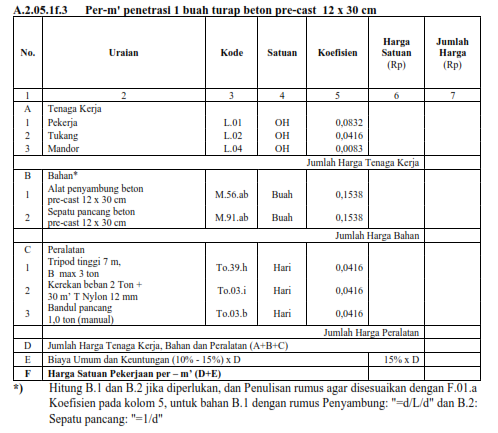 A.2.05.1f.3 Per-m' penetrasi 1 buah turap beton pre-cast 12 x 30 cm
No. Uraian Kode Satuan Koefisien Harga Satuan (Rp) Jumlah Harga (Rp)
1 2 3 4 5 6 7
A Tenaga Kerja
1 Pekerja L.01 OH 0,0832
2 Tukang L.02 OH 0,0416
3 Mandor L.04 OH 0,0083
Jumlah Harga Tenaga Kerja
B Bahan*
1 Alat penyambung beton pre-cast 12 x 30 cm M.56.ab Buah 0,1538
2 Sepatu pancang beton pre-cast 12 x 30 cm M.91.ab Buah 0,1538
Jumlah Harga Bahan
C Peralatan
1 Tripod tinggi 7 m, B max 3 ton To.39.h Hari 0,0416
2 Kerekan beban 2 Ton + 30 m' T Nylon 12 mm To.03.i Hari 0,0416
3 Bandul pancang 1,0 ton (manual) To.03.b Hari 0,0416
Jumlah Harga Peralatan
D Jumlah Harga Tenaga Kerja, Bahan dan Peralatan (A+B+C)
E Biaya Umum dan Keuntungan (10% - 15%) x D 15% x D
F Harga Satuan Pekerjaan per – m' (D+E)
*) Hitung B.1 dan B.2 jika diperlukan, dan Penulisan rumus agar disesuaikan dengan F.01.a
Koefisien pada kolom 5, untuk bahan B.1 dengan rumus Penyambung: "=d/L/d" dan B.2:
Sepatu pancang: "=1/d"